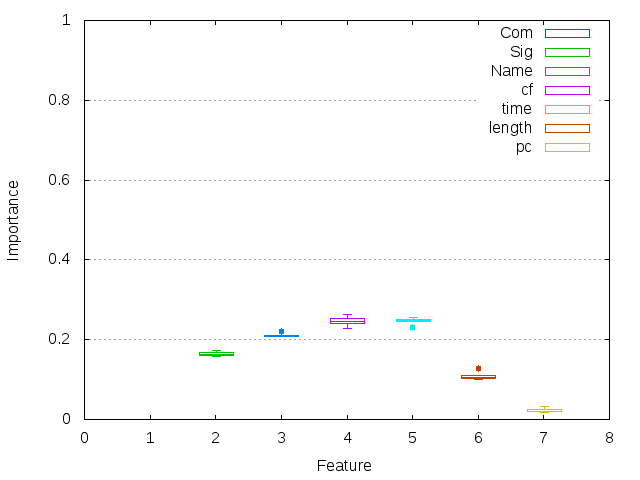 1
0.8
0.6
0.4
0.2
0
0 1 2 3 4 5 6 7 8
Importance
Feature
Com
Sig
Name
cf
time
length
pc